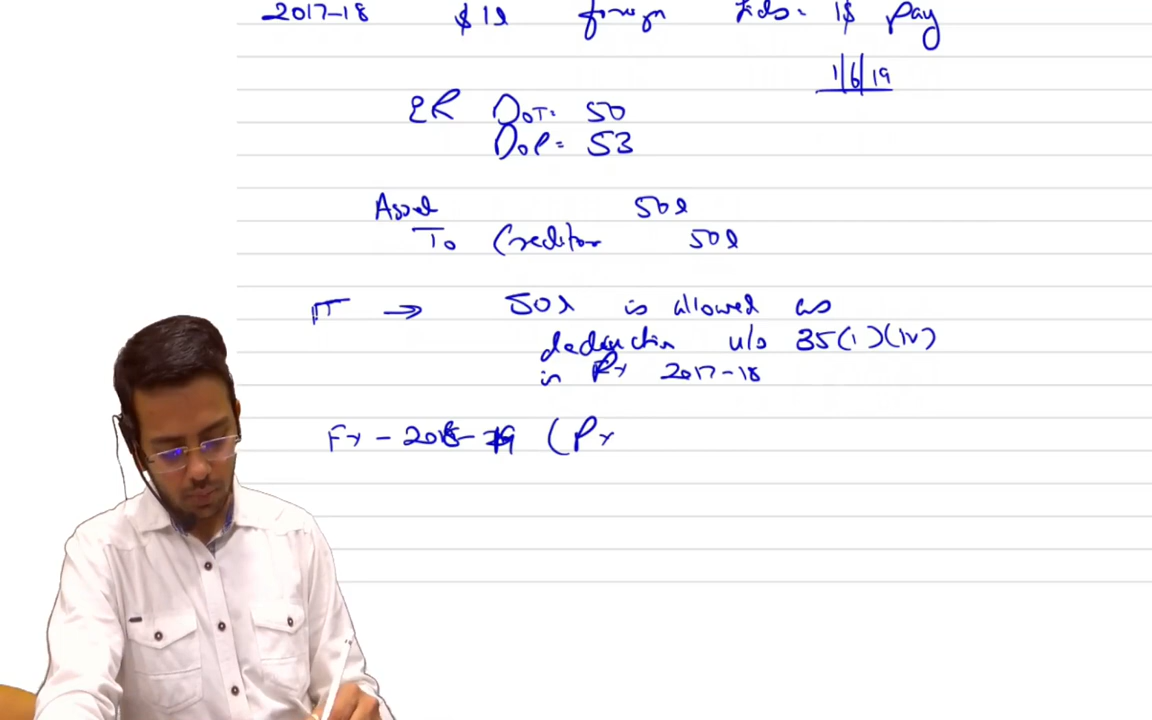 2017-18 $ 1l foreign 1$ pay
1/6/19
ER DOT= 50
DOP= 53
Asset 50l
To Creditor 50l
IT → 50l is allowed as
deduction u/s 35(1)(iv)
in PY 2017-18
FY - 2018-19 (PY